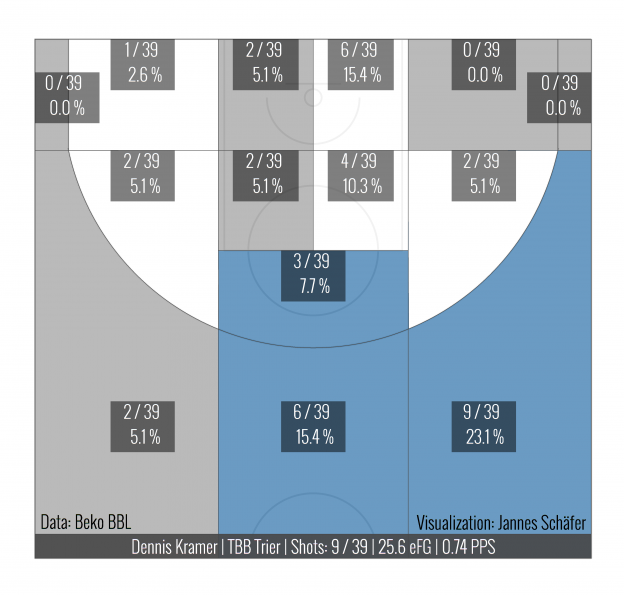 1 / 39
2.6 %
2 / 39
5.1 %
6 / 39
15.4 %
0 / 39
0.0 %
0 / 39
0.0 %
0 / 39
0.0 %
2 / 39
5.1 %
2 / 39
5.1 %
4 / 39
10.3 %
2 / 39
5.1 %
3 / 39
7.7 %
2 / 39
5.1 %
6 / 39
15.4 %
9 / 39
23.1 %
Data: Beko BBL
Visualization: Jannes Schäfer
Dennis Kramer | TBB Trier | Shots: 9 / 39 | 25.6 eFG | 0.74 PPS